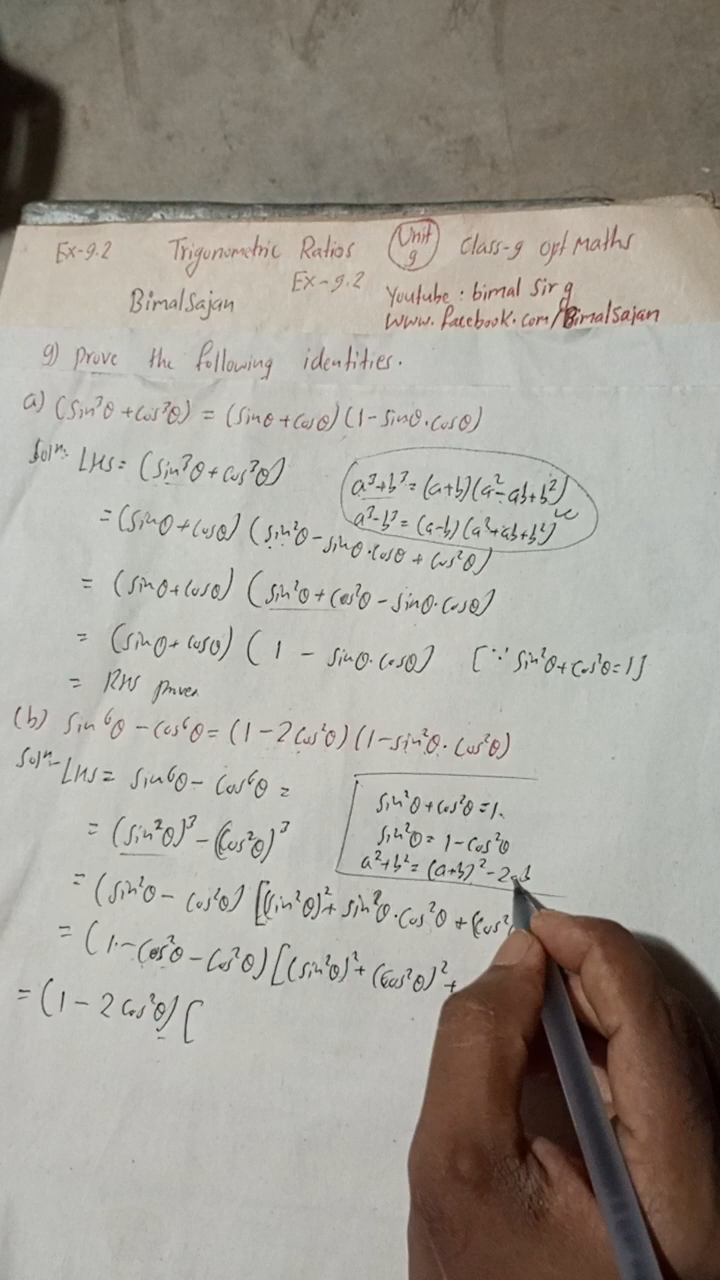 Ex-9.2 Trigonometric Ratios Unit 9 Class-9 opt Maths
Ex-9.2
BimalSajan Youtube : bimal Sir 9
www.facebook.com/Bimalsajan
9) prove the following identities.
a) (Sin³θ + Cos³θ) = (Sinθ + Cosθ) (1 - Sinθ.Cosθ)
Solⁿ: LHS = (Sin³θ + Cos³θ)
a³+b³ = (a+b)(a²-ab+b²)
a³-b³ = (a-b)(a²+ab+b²)
= (Sinθ + Cosθ) (Sin²θ - Sinθ.Cosθ + Cos²θ)
= (Sinθ + Cosθ) (Sin²θ + Cos²θ - Sinθ.Cosθ)
= (Sinθ + Cosθ) ( 1 - Sinθ.Cosθ) [∵ Sin²θ + Cos²θ = 1]
= RHS proven
(b) Sin⁶θ - Cos⁶θ = (1 - 2Cos²θ) (1 - Sin²θ.Cos²θ)
Solⁿ- LHS = Sin⁶θ - Cos⁶θ =
Sin²θ + Cos²θ = 1.
Sin²θ = 1 - Cos²θ
a²+b² = (a+b)² - 2ab
= (Sin²θ)³ - (Cos²θ)³
= (Sin²θ - Cos²θ) [(Sin²θ)² + Sin²θ.Cos²θ + (Cos²
= (1 - Cos²θ - Cos²θ) [(Sin²θ)² + (Cos²θ)² +
= (1 - 2Cos²θ) [